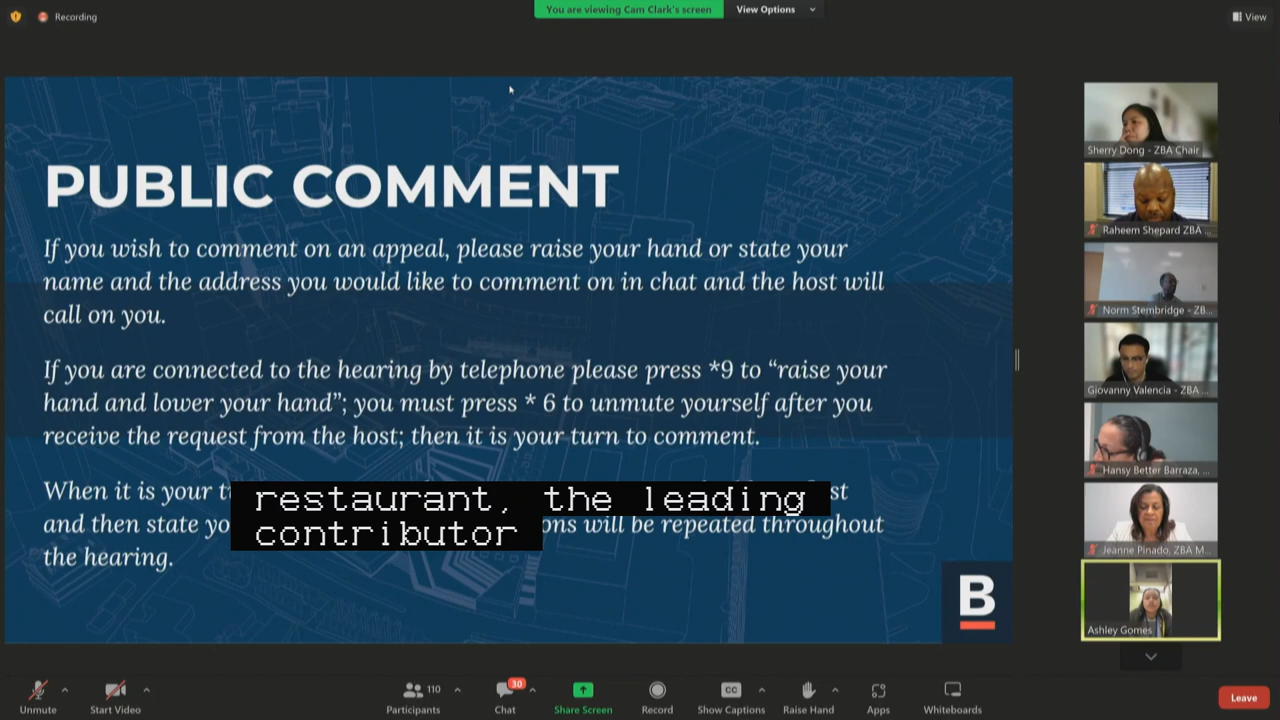 Recording
You are viewing Cam Clark's screen
View Options
View
PUBLIC COMMENT
If you wish to comment on an appeal, please raise your hand or state your
name and the address you would like to comment on in chat and the host will
call on you.
If you are connected to the hearing by telephone please press *9 to “raise your
hand and lower your hand”; you must press * 6 to unmute yourself after you
receive the request from the host; then it is your turn to comment.
When it is your
and then state
ons will be repeated throughout
the hearing.
restaurant, the leading
contributor
B
Sherry Dong - ZBA Chair
Raheem Shepard ZBA ...
Norm Stembridge - ZB...
Giovanny Valencia - ZBA ...
Hansy Better Barraza, ...
Jeanne Pinado, ZBA M...
Ashley Gomes
Unmute
Start Video
110
Participants
30
Chat
Share Screen
Record
CC
Show Captions
Raise Hand
Apps
Whiteboards
Leave